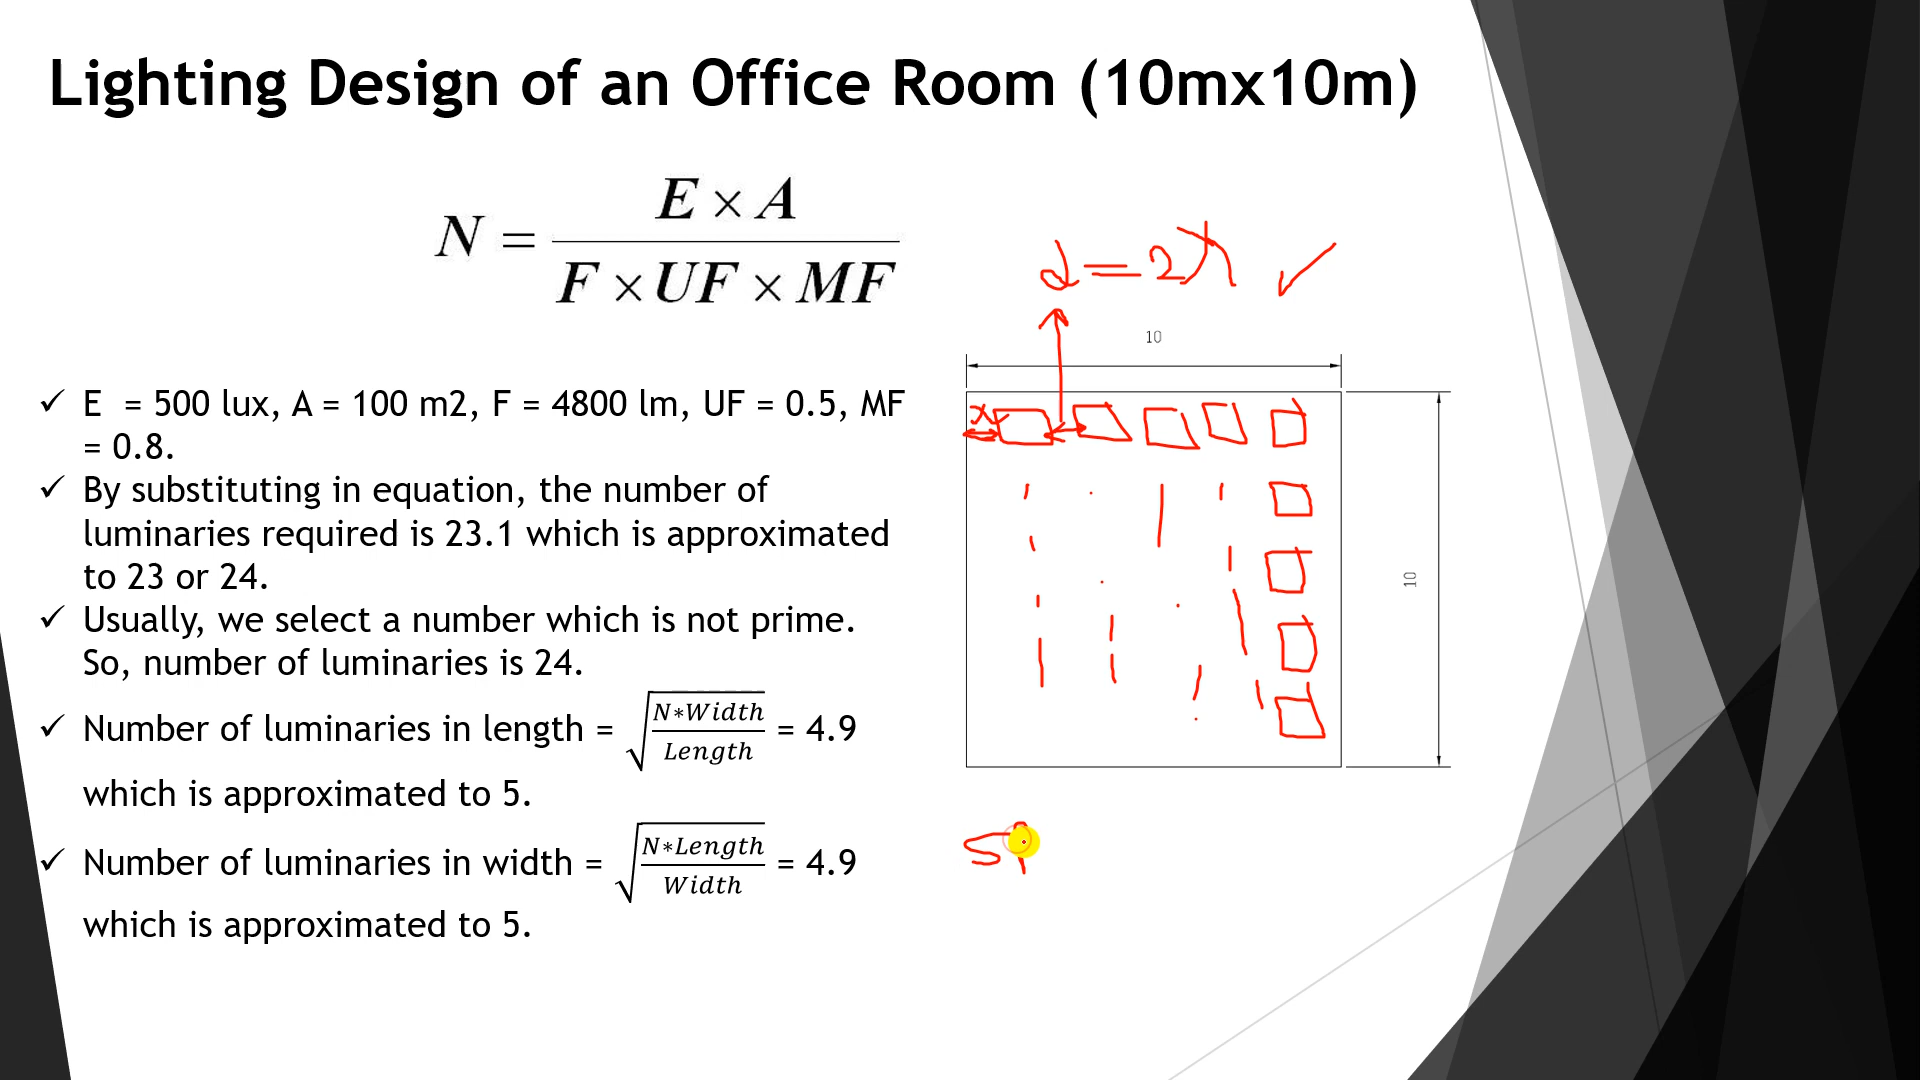 Lighting Design of an Office Room (10mx10m)
N = E × A / F × UF × MF
d = 2x ✓
10
✓ E = 500 lux, A = 100 m2, F = 4800 lm, UF = 0.5, MF
= 0.8.
✓ By substituting in equation, the number of
luminaries required is 23.1 which is approximated
to 23 or 24.
✓ Usually, we select a number which is not prime.
So, number of luminaries is 24.
✓ Number of luminaries in length = √(N*Width / Length) = 4.9
which is approximated to 5.
✓ Number of luminaries in width = √(N*Length / Width) = 4.9
which is approximated to 5.
x
10